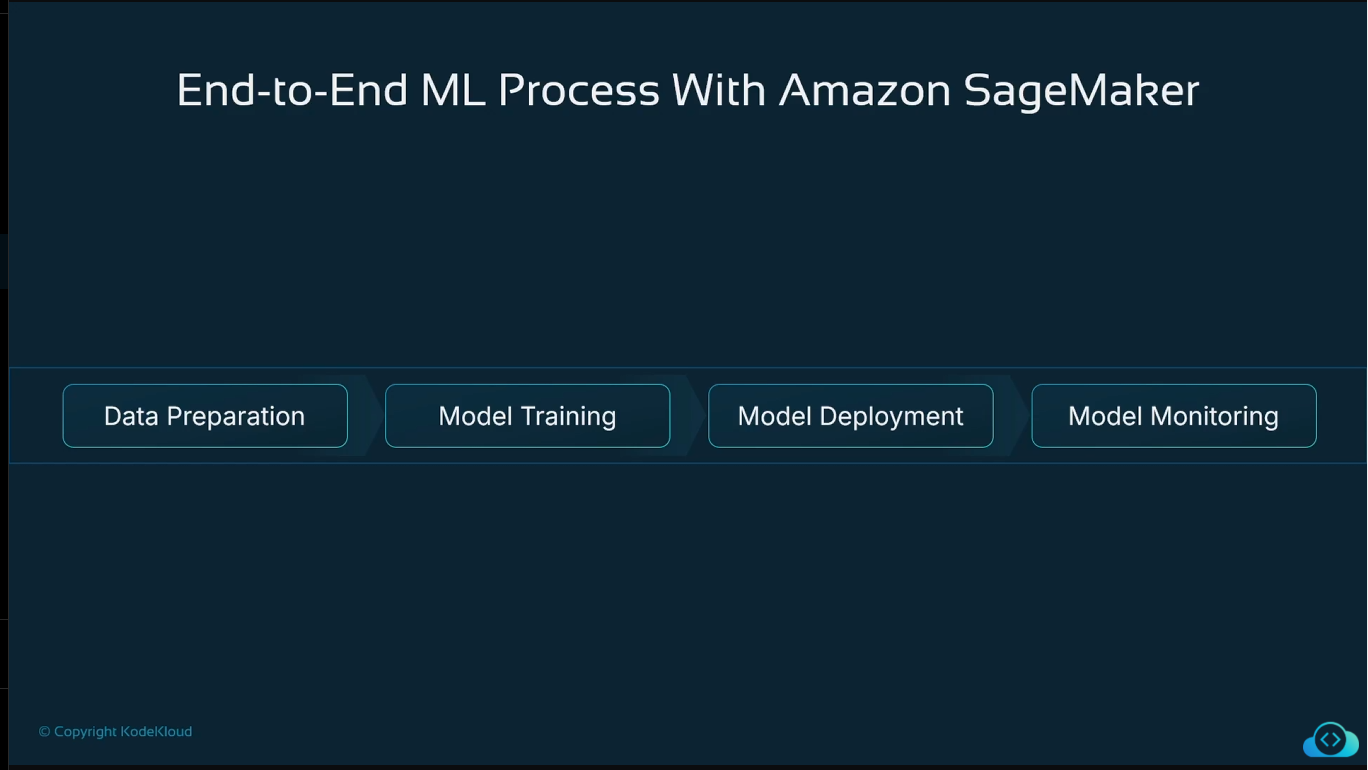 End-to-End ML Process With Amazon SageMaker
Data Preparation
Model Training
Model Deployment
Model Monitoring
© Copyright KodeKloud